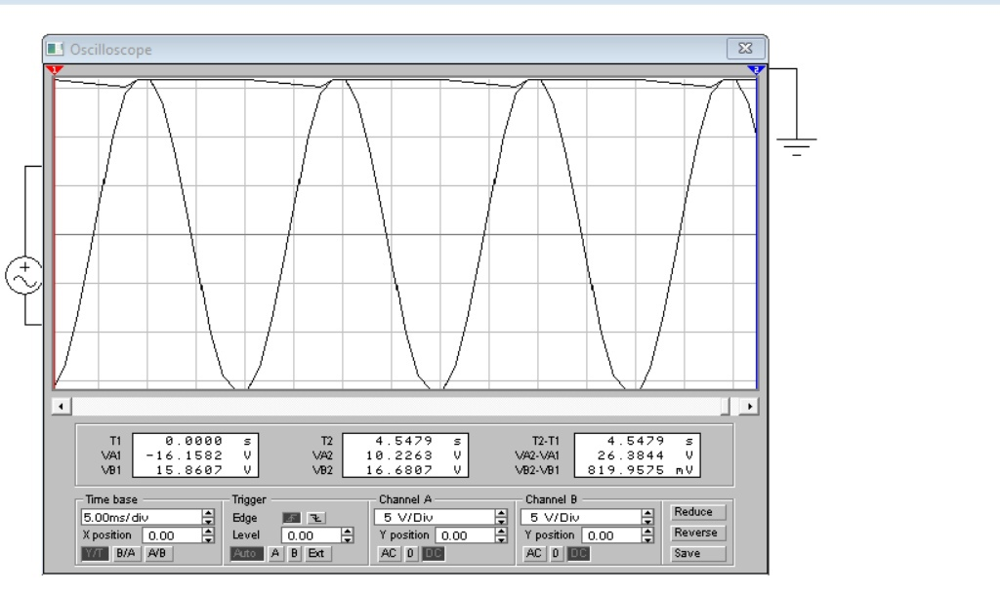 Oscilloscope
1
2
T1 0.0000 s T2 4.5479 s T2-T1 4.5479 s
VA1 -16.1582 V VA2 10.2263 V VA2-VA1 26.3844 V
VB1 15.8607 V VB2 16.6807 V VB2-VB1 819.9575 mV
Time base Trigger Channel A Channel B
5.00ms/div Edge 5 V/Div 5 V/Div Reduce
X position 0.00 Level 0.00 Y position 0.00 Y position 0.00 Reverse
Y/T B/A A/B Auto A B Ext AC 0 DC AC 0 DC Save